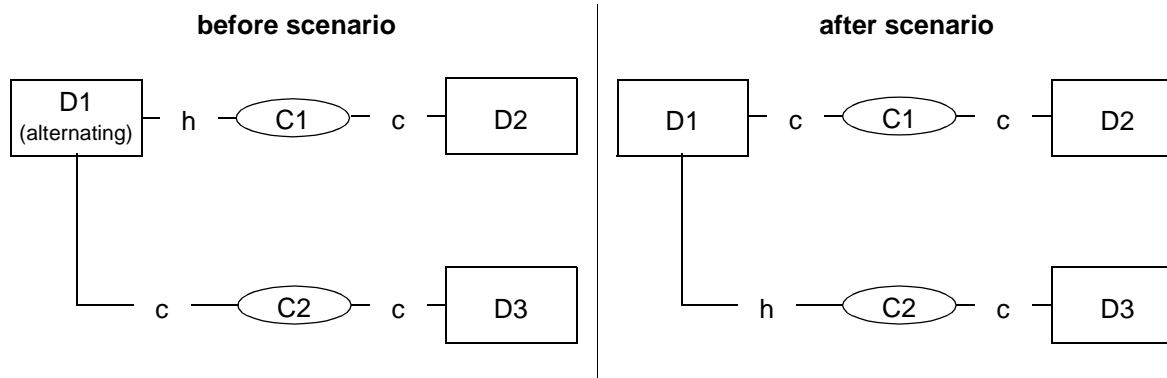 before scenario
D1
(alternating)
h
C1
c
D2
c
C2
c
D3
after scenario
D1
c
C1
c
D2
h
C2
c
D3